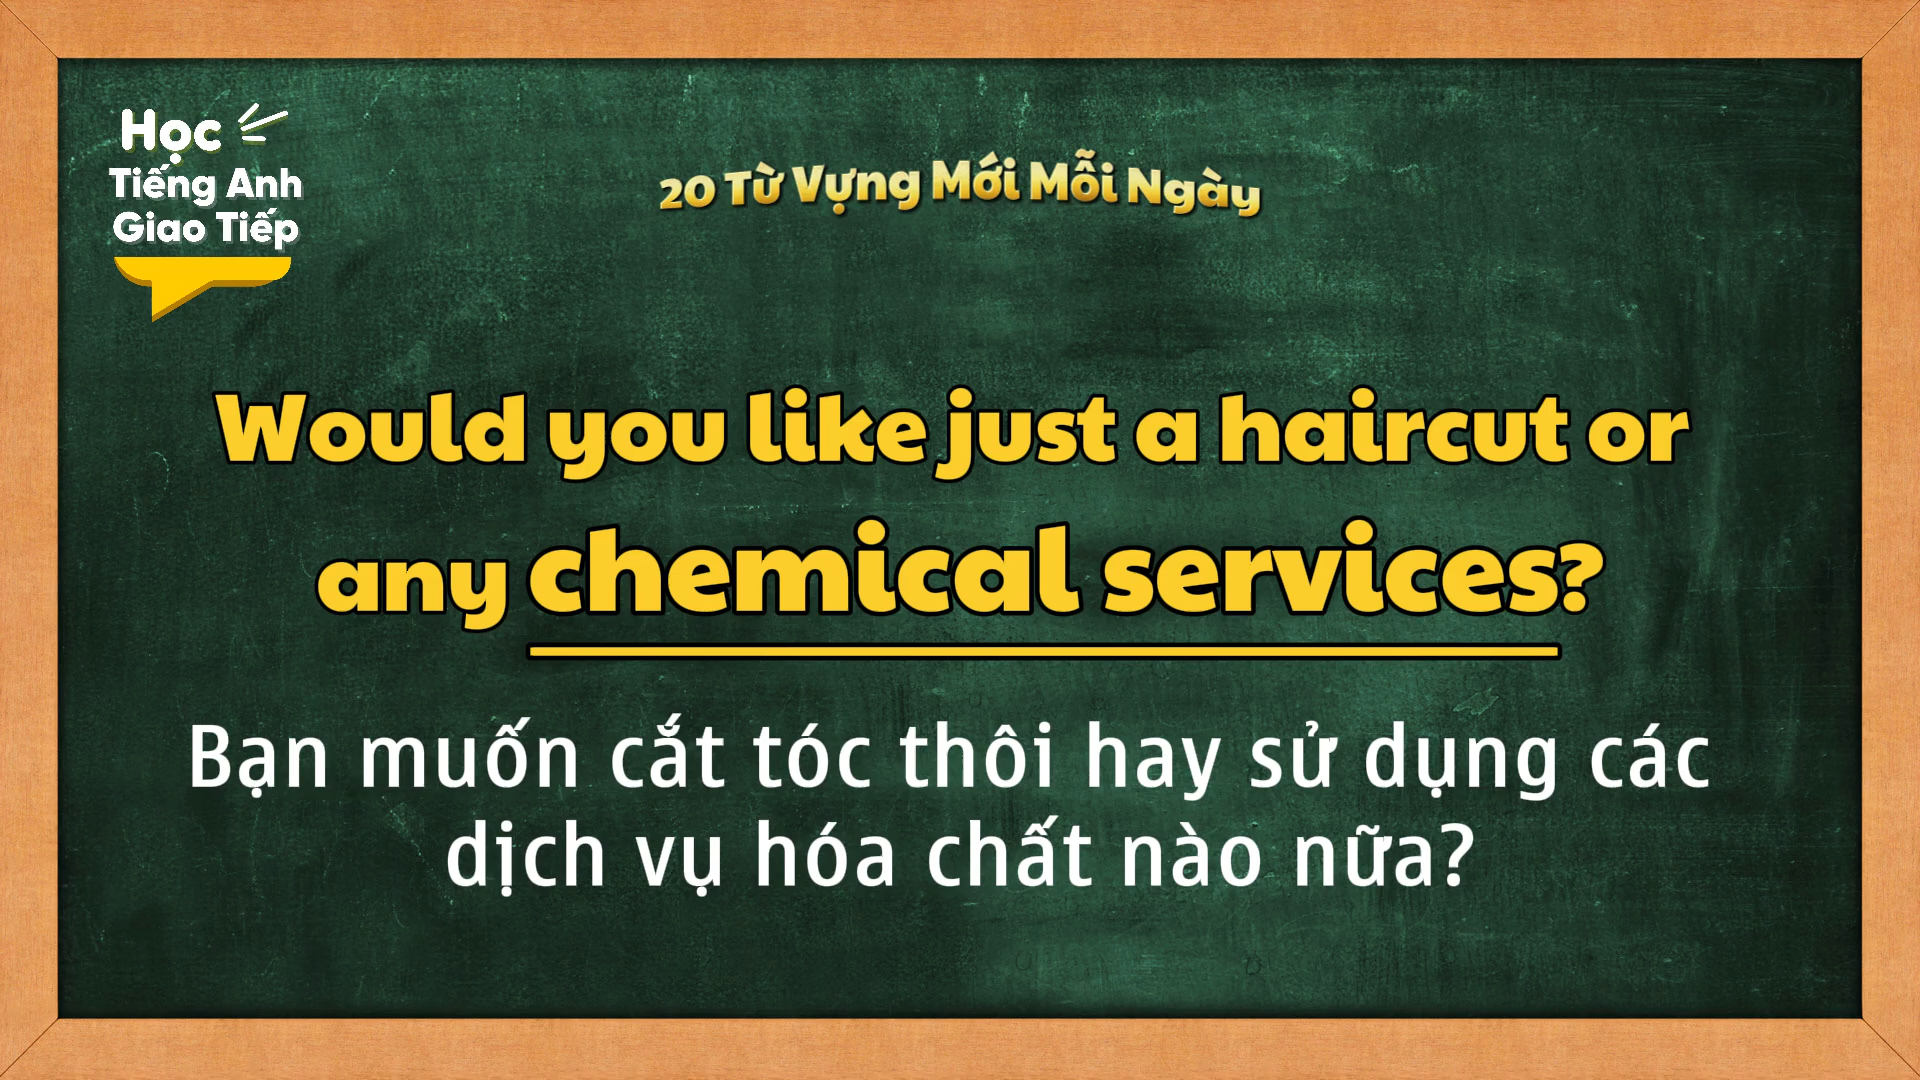 Học
Tiếng Anh
Giao Tiếp
20 Từ Vựng Mới Mỗi Ngày
Would you like just a haircut or
any chemical services?
Bạn muốn cắt tóc thôi hay sử dụng các
dịch vụ hóa chất nào nữa?